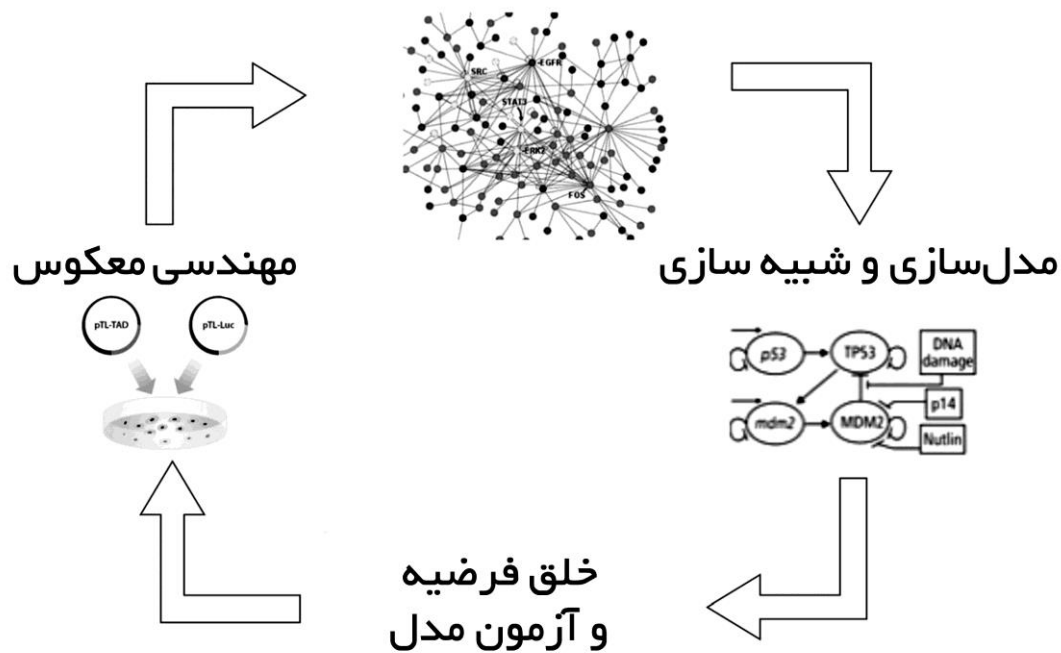 EGFR
SRC
STAT3
ERK2
FOS
مهندسی معکوس
مدل‌سازی و شبیه سازی
pTL-TAD
pTL-Luc
p53
TP53
DNA
damage
p14
mdm2
MDM2
Nutlin
خلق فرضیه
و آزمون مدل